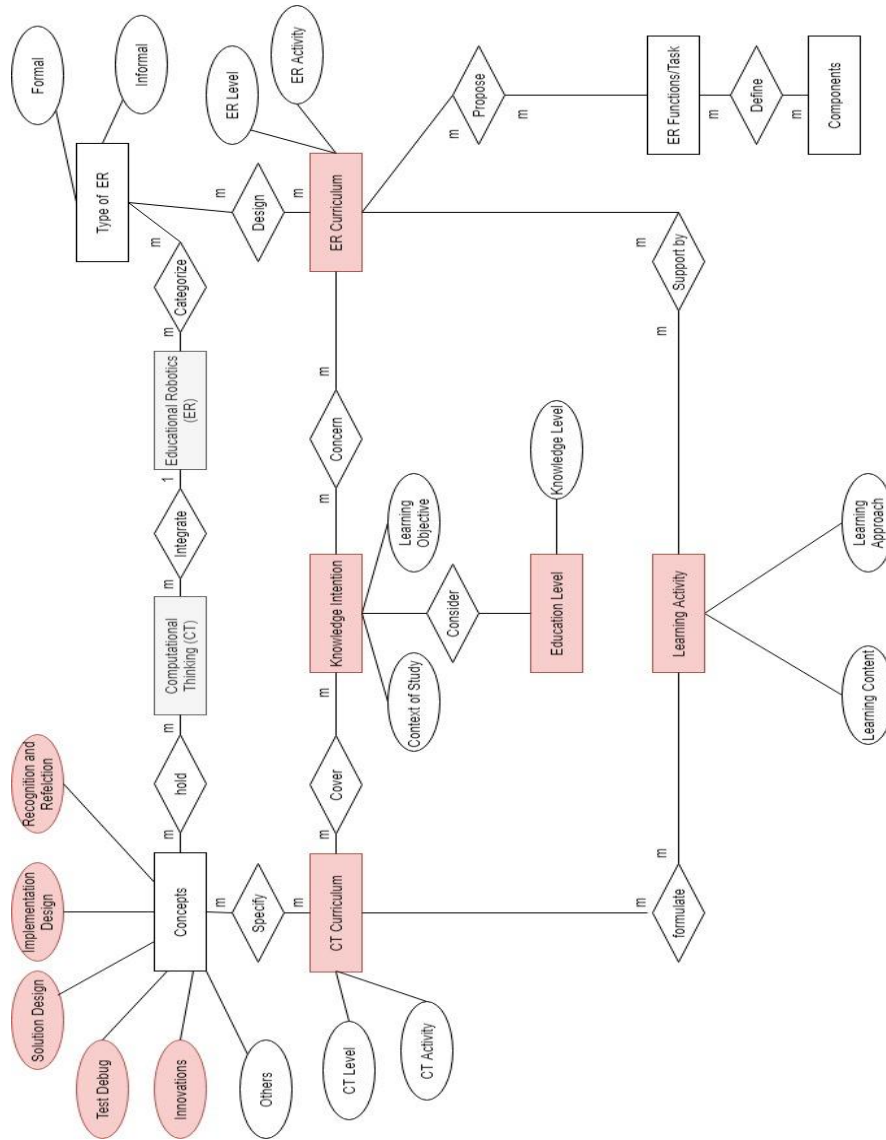 Test Debug
Solution Design
Implementation
Design
Recognition and
Refelction
Formal
Informal
Innovations
Others
Concepts
m
hold
m
Computational
Thinking (CT)
m
Integrate
1
Educational Robotics
(ER)
m
Categorize
m
Type of ER
m
Specify
m
m
Design
m
ER Level
ER Activity
CT Level
CT Activity
CT Curriculum
m
Cover
m
Knowledge Intention
m
Concern
m
ER Curriculum
Context of Study
Learning
Objective
Consider
Education Level
Knowledge Level
m
Propose
m
m
formulate
m
Learning Activity
m
Support by
m
ER Functions/Task
m
Define
m
Components
Learning Content
Learning
Approach